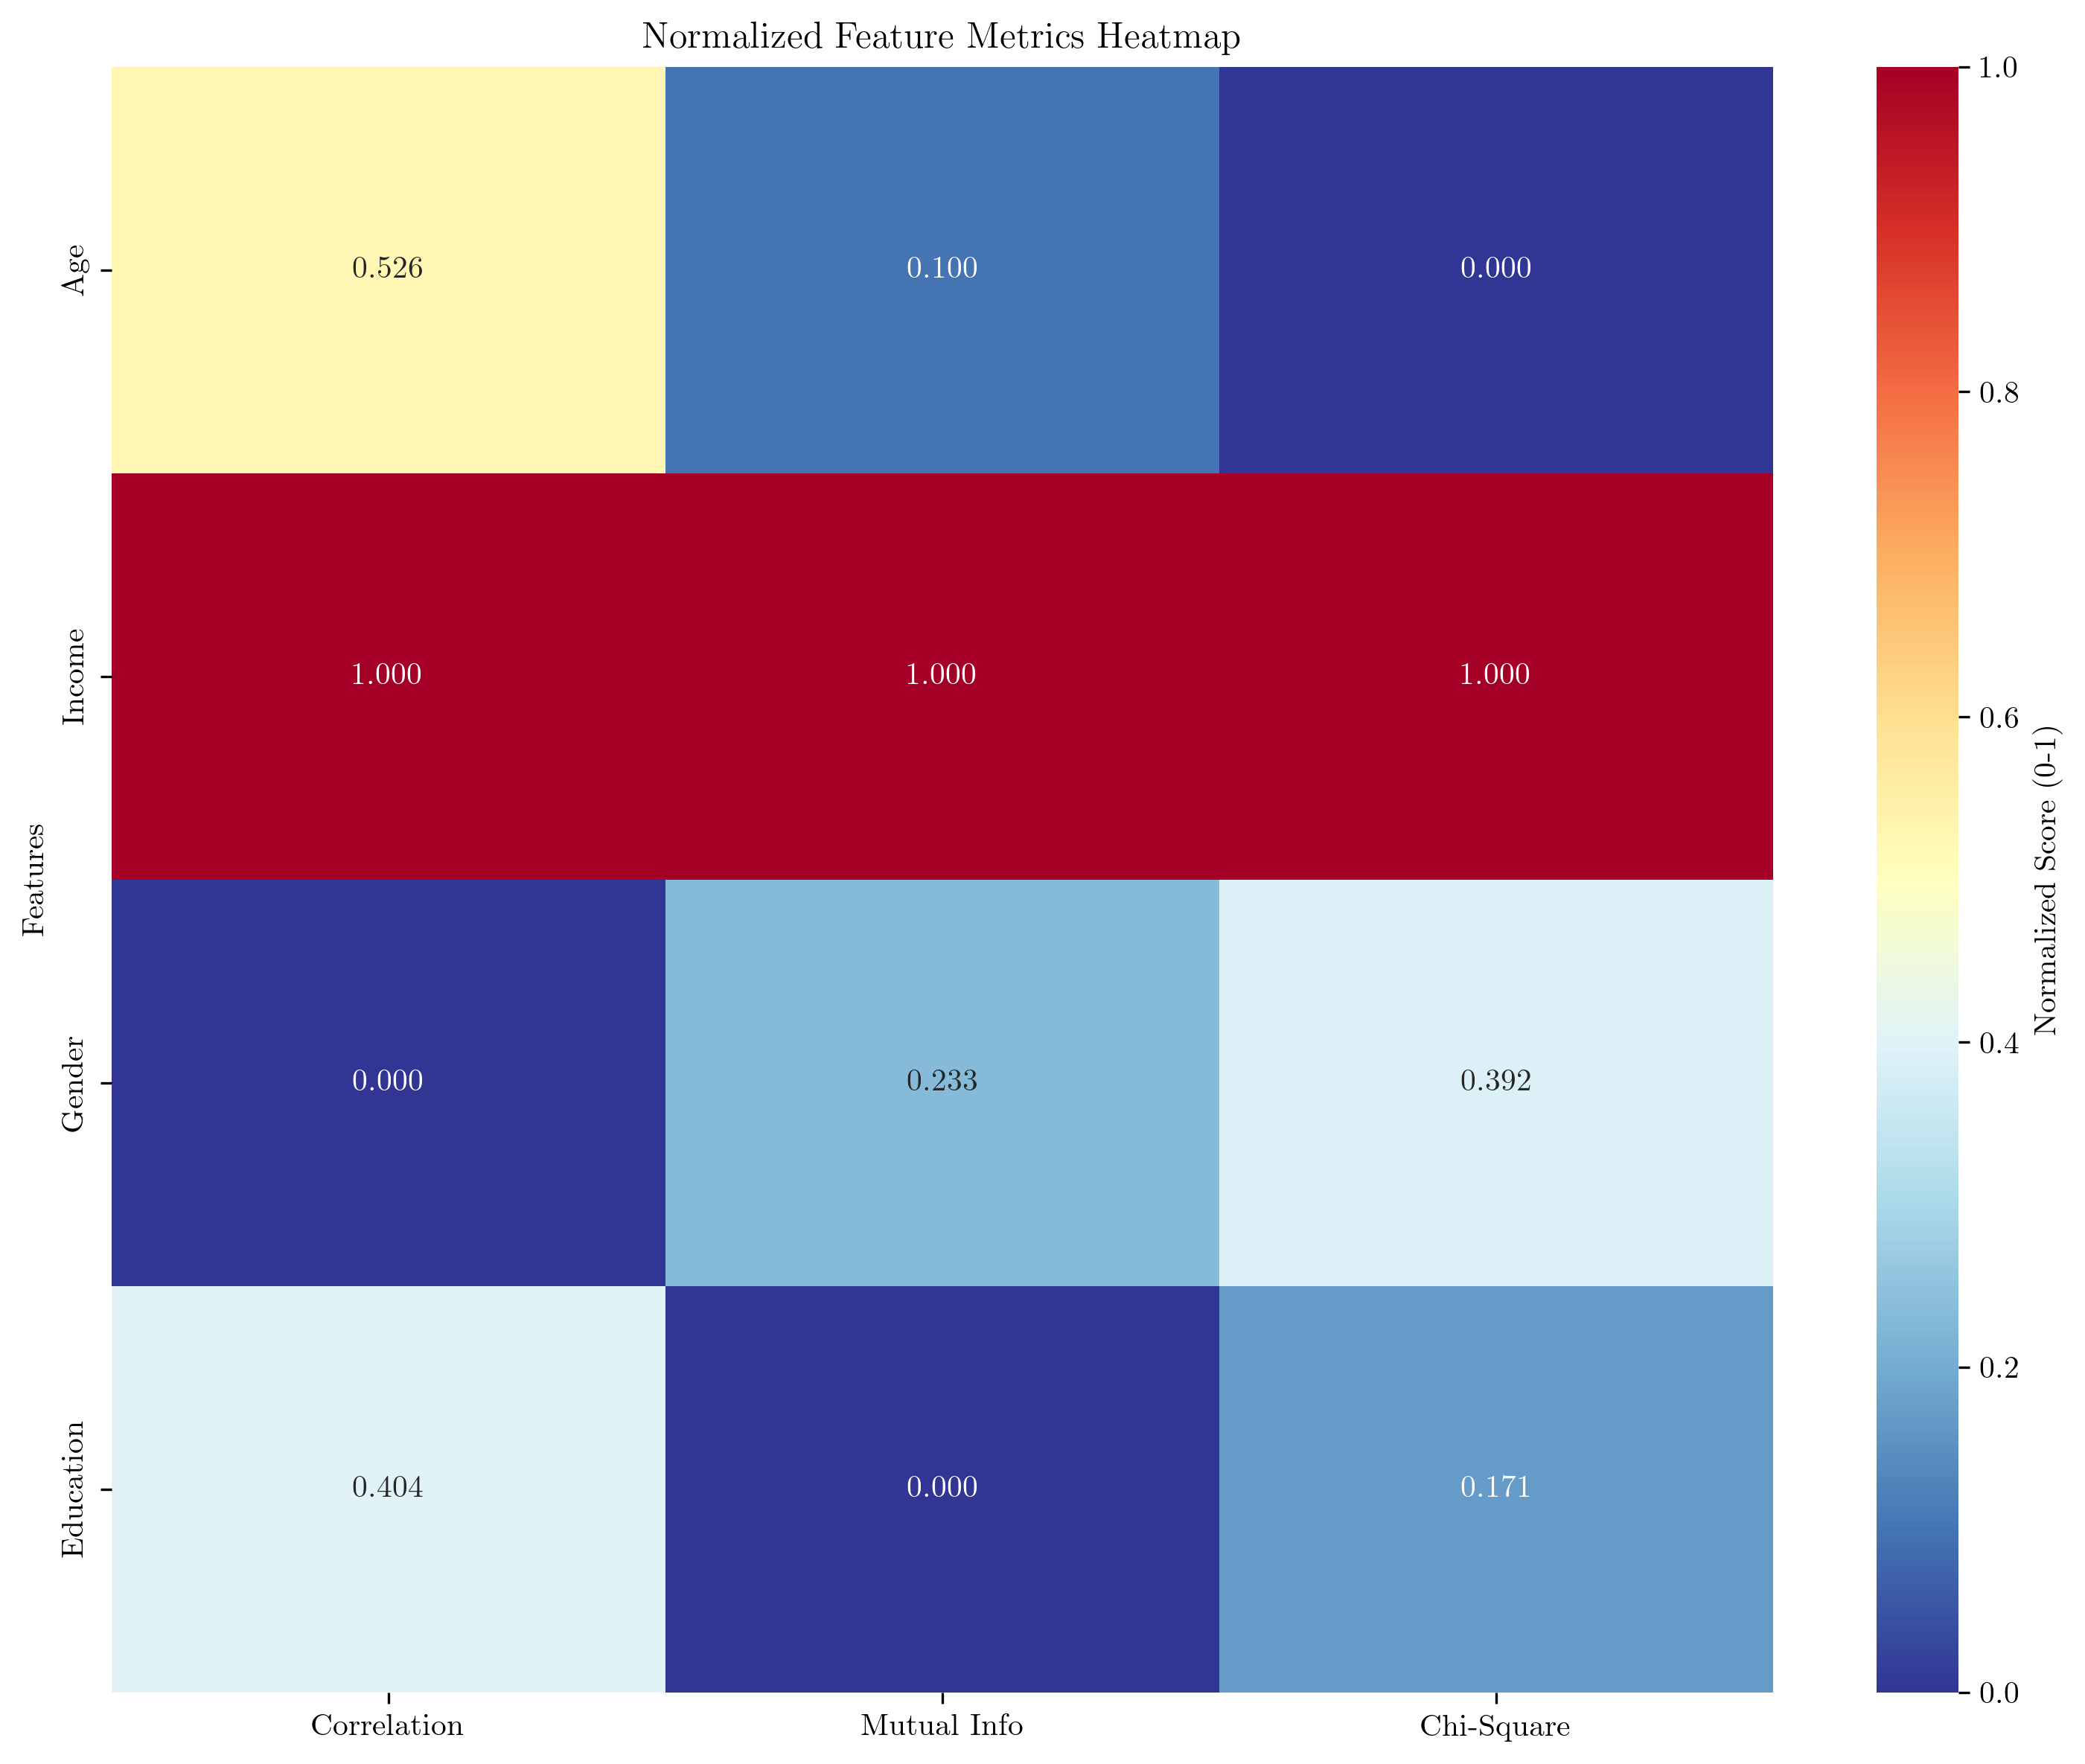 Normalized Feature Metrics Heatmap
Features
Age
0.526 0.100 0.000
Income
1.000 1.000 1.000
Gender
0.000 0.233 0.392
Education
0.404 0.000 0.171
Correlation Mutual Info Chi-Square
1.0
0.8
0.6
0.4
0.2
0.0
Normalized Score (0-1)